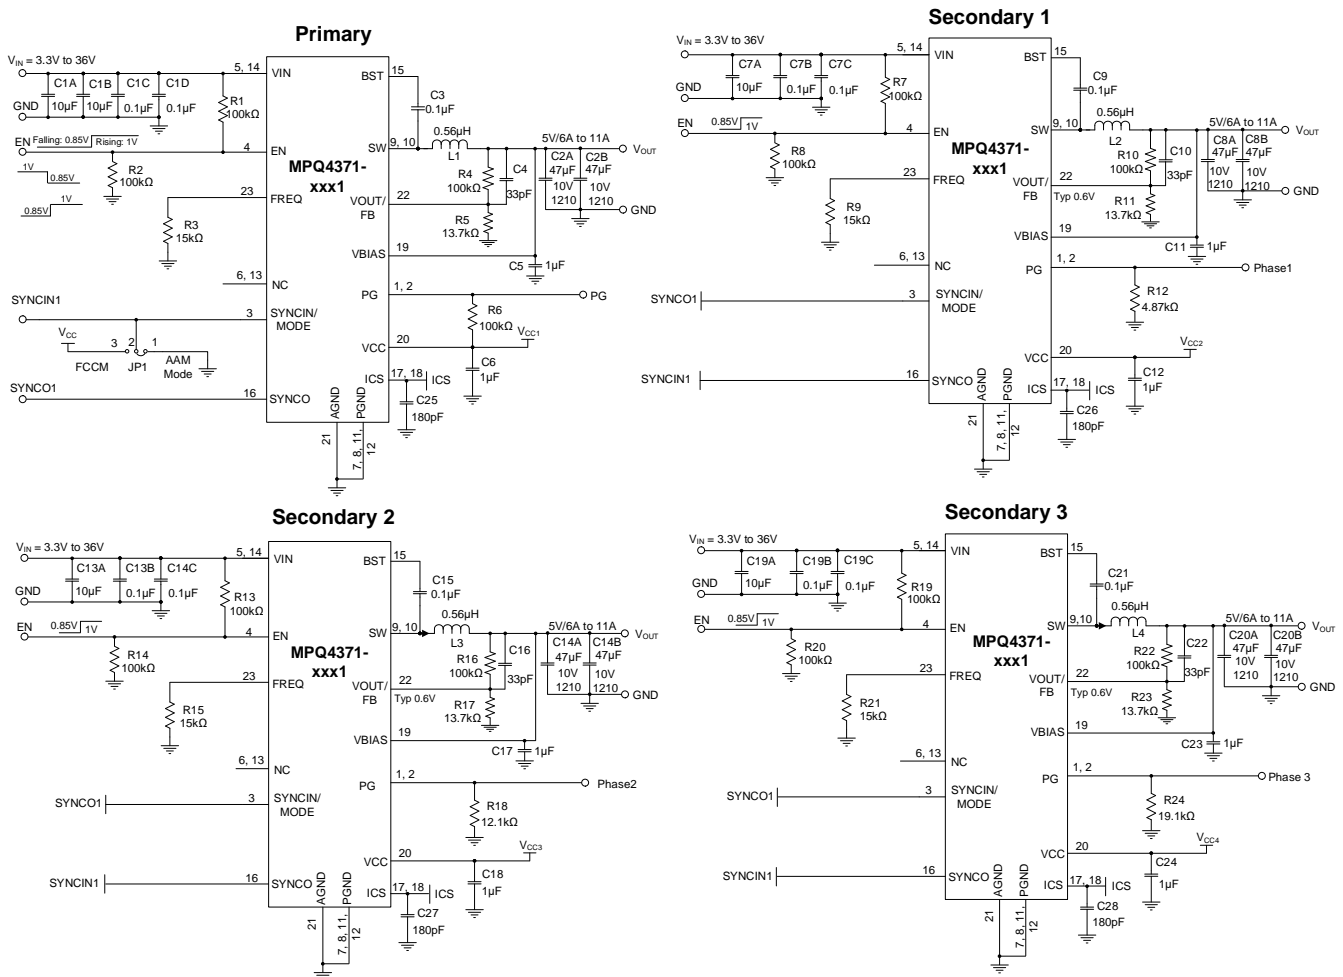 Primary
V_IN = 3.3V to 36V
C1A
C1B
C1C
C1D
10µF
10µF
0.1µF
0.1µF
GND
R1
100kΩ
EN
Falling: 0.85V
Rising: 1V
R2
100kΩ
1V
0.85V
1V
0.85V
R3
15kΩ
5, 14
VIN
4
EN
23
FREQ
6, 13
NC
SYNCIN1
3
SYNCIN/
MODE
V_CC
3
2
1
FCCM
JP1
AAM
Mode
SYNCO1
16
SYNCO
MPQ4371-
xxx1
BST
15
C3
0.1µF
SW
9, 10
0.56µH
L1
R4
100kΩ
C4
33pF
5V/6A to 11A
C2A
47µF
10V
1210
C2B
47µF
10V
1210
V_OUT
GND
VOUT/
FB
22
R5
13.7kΩ
VBIAS
19
C5
1µF
PG
1, 2
PG
R6
100kΩ
VCC
20
V_CC1
C6
1µF
ICS
17, 18
ICS
C25
180pF
AGND
PGND
21
7, 8, 11,
12
Secondary 1
V_IN = 3.3V to 36V
C7A
C7B
C7C
10µF
0.1µF
0.1µF
GND
R7
100kΩ
EN
0.85V
1V
R8
100kΩ
R9
15kΩ
5, 14
VIN
4
EN
23
FREQ
6, 13
NC
SYNCO1
3
SYNCIN/
MODE
SYNCIN1
16
SYNCO
MPQ4371-
xxx1
BST
15
C9
0.1µF
SW
9, 10
0.56µH
L2
R10
100kΩ
C10
33pF
5V/6A to 11A
C8A
47µF
10V
1210
C8B
47µF
10V
1210
V_OUT
GND
VOUT/
FB
22
Typ 0.6V
R11
13.7kΩ
VBIAS
19
C11
1µF
PG
1, 2
Phase1
R12
4.87kΩ
VCC
20
V_CC2
C12
1µF
ICS
17, 18
ICS
C26
180pF
AGND
PGND
21
7, 8, 11,
12
Secondary 2
V_IN = 3.3V to 36V
C13A
C13B
C14C
10µF
0.1µF
0.1µF
GND
R13
100kΩ
EN
0.85V
1V
R14
100kΩ
R15
15kΩ
5, 14
VIN
4
EN
23
FREQ
6, 13
NC
SYNCO1
3
SYNCIN/
MODE
SYNCIN1
16
SYNCO
MPQ4371-
xxx1
BST
15
C15
0.1µF
SW
9, 10
0.56µH
L3
R16
100kΩ
C16
33pF
5V/6A to 11A
C14A
47µF
10V
1210
C14B
47µF
10V
1210
V_OUT
GND
VOUT/
FB
22
Typ 0.6V
R17
13.7kΩ
VBIAS
19
C17
1µF
PG
1, 2
Phase2
R18
12.1kΩ
VCC
20
V_CC3
C18
1µF
ICS
17, 18
ICS
C27
180pF
AGND
PGND
21
7, 8, 11,
12
Secondary 3
V_IN = 3.3V to 36V
C19A
C19B
C19C
10µF
0.1µF
0.1µF
GND
R19
100kΩ
EN
0.85V
1V
R20
100kΩ
R21
15kΩ
5, 14
VIN
4
EN
23
FREQ
6, 13
NC
SYNCO1
3
SYNCIN/
MODE
SYNCIN1
16
SYNCO
MPQ4371-
xxx1
BST
15
C21
0.1µF
SW
9,10
0.56µH
L4
R22
100kΩ
C22
33pF
5V/6A to 11A
C20A
47µF
10V
1210
C20B
47µF
10V
1210
V_OUT
GND
VOUT/
FB
22
Typ 0.6V
R23
13.7kΩ
VBIAS
19
C23
1µF
PG
1, 2
Phase 3
R24
19.1kΩ
VCC
20
V_CC4
C24
1µF
ICS
17, 18
ICS
C28
180pF
AGND
PGND
21
7, 8, 11,
12